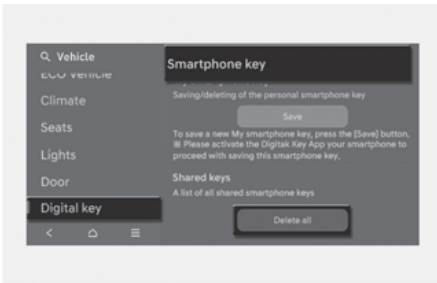 Vehicle
ECO Vehicle
Climate
Seats
Lights
Door
Digital key
Smartphone key
Saving/deleting of the personal smartphone key
Save
To save a new My smartphone key, press the [Save] button.
※ Please activate the Digitak Key App your smartphone to
proceed with saving this smartphone key.
Shared keys
A list of all shared smartphone keys
Delete all